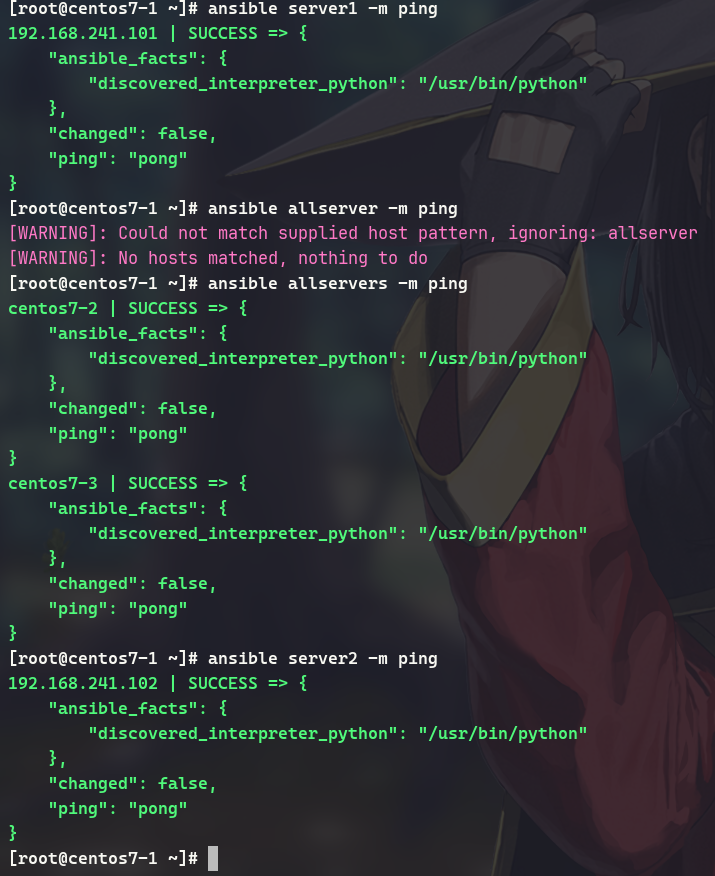 [root@centos7-1 ~]# ansible server1 -m ping
192.168.241.101 | SUCCESS => {
    "ansible_facts": {
        "discovered_interpreter_python": "/usr/bin/python"
    },
    "changed": false,
    "ping": "pong"
}
[root@centos7-1 ~]# ansible allserver -m ping
[WARNING]: Could not match supplied host pattern, ignoring: allserver
[WARNING]: No hosts matched, nothing to do
[root@centos7-1 ~]# ansible allservers -m ping
centos7-2 | SUCCESS => {
    "ansible_facts": {
        "discovered_interpreter_python": "/usr/bin/python"
    },
    "changed": false,
    "ping": "pong"
}
centos7-3 | SUCCESS => {
    "ansible_facts": {
        "discovered_interpreter_python": "/usr/bin/python"
    },
    "changed": false,
    "ping": "pong"
}
[root@centos7-1 ~]# ansible server2 -m ping
192.168.241.102 | SUCCESS => {
    "ansible_facts": {
        "discovered_interpreter_python": "/usr/bin/python"
    },
    "changed": false,
    "ping": "pong"
}
[root@centos7-1 ~]#